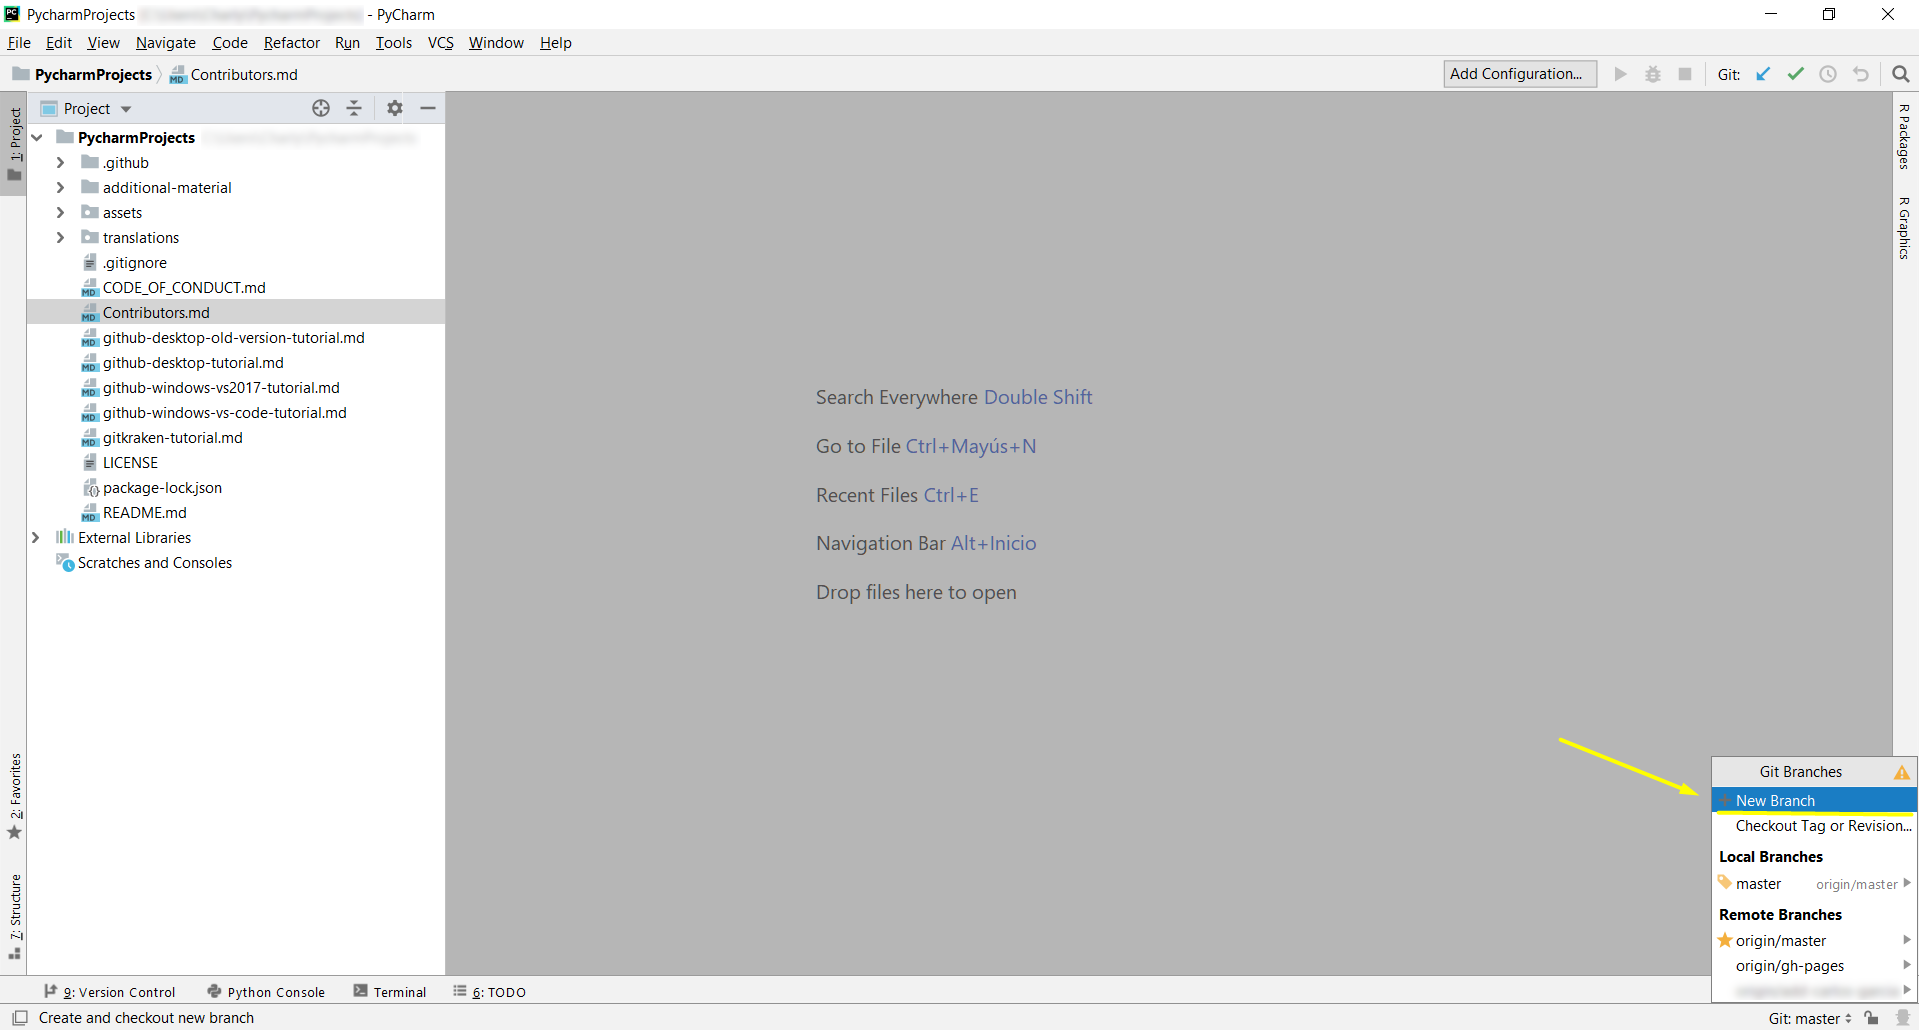 PycharmProjects - PyCharm
File Edit View Navigate Code Refactor Run Tools VCS Window Help
PycharmProjects Contributors.md Add Configuration... Git:
Project
1: Project
PycharmProjects
.github
additional-material
assets
translations
.gitignore
CODE_OF_CONDUCT.md
Contributors.md
github-desktop-old-version-tutorial.md
github-desktop-tutorial.md
github-windows-vs2017-tutorial.md
github-windows-vs-code-tutorial.md
gitkraken-tutorial.md
LICENSE
package-lock.json
README.md
External Libraries
Scratches and Consoles
2: Favorites
7: Structure
Search Everywhere Double Shift
Go to File Ctrl+Mayús+N
Recent Files Ctrl+E
Navigation Bar Alt+Inicio
Drop files here to open
R Packages
R Graphics
Git Branches
New Branch
Checkout Tag or Revision...
Local Branches
master origin/master
Remote Branches
origin/master
origin/gh-pages
9: Version Control Python Console Terminal 6: TODO
Create and checkout new branch Git: master